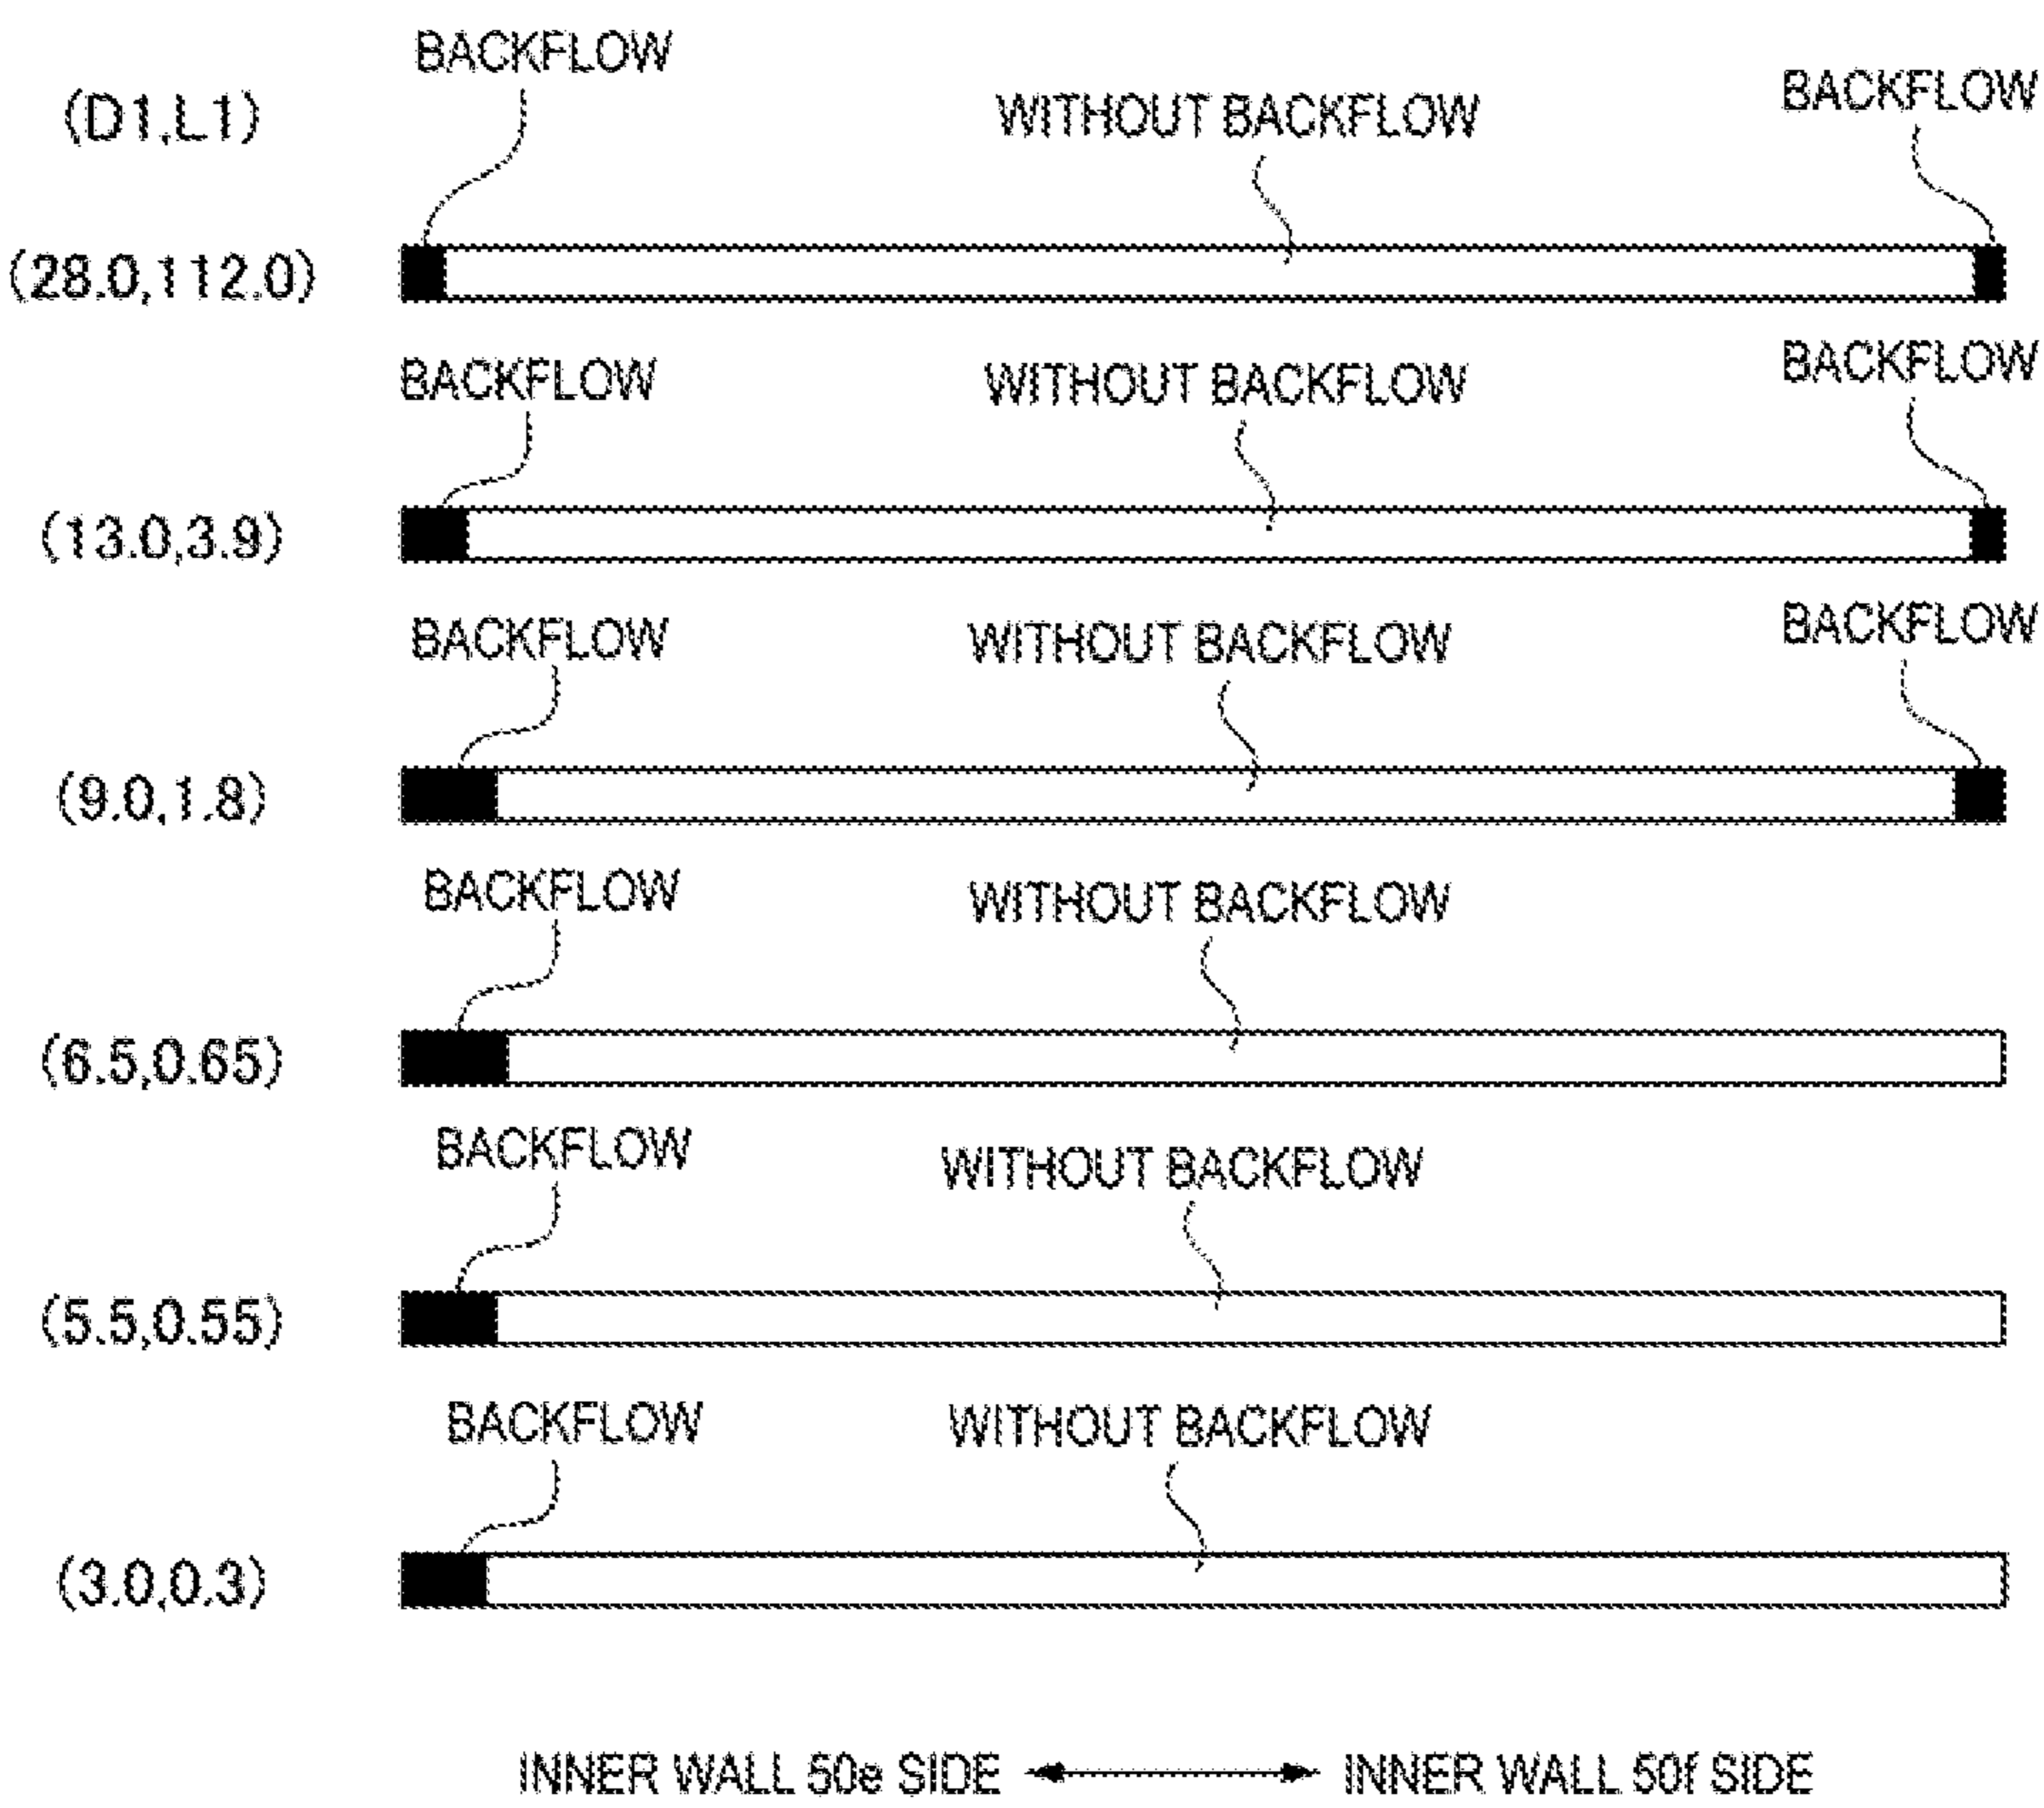 BACKFLOW
(D1,L1)
WITHOUT BACKFLOW
BACKFLOW
(28.0,112.0)
BACKFLOW
WITHOUT BACKFLOW
BACKFLOW
(13.0,3.9)
BACKFLOW
WITHOUT BACKFLOW
BACKFLOW
(9.0,1.8)
BACKFLOW
WITHOUT BACKFLOW
(6.5,0.65)
BACKFLOW
WITHOUT BACKFLOW
(5.5,0.55)
BACKFLOW
WITHOUT BACKFLOW
(3.0,0.3)
INNER WALL 50e SIDE INNER WALL 50f SIDE